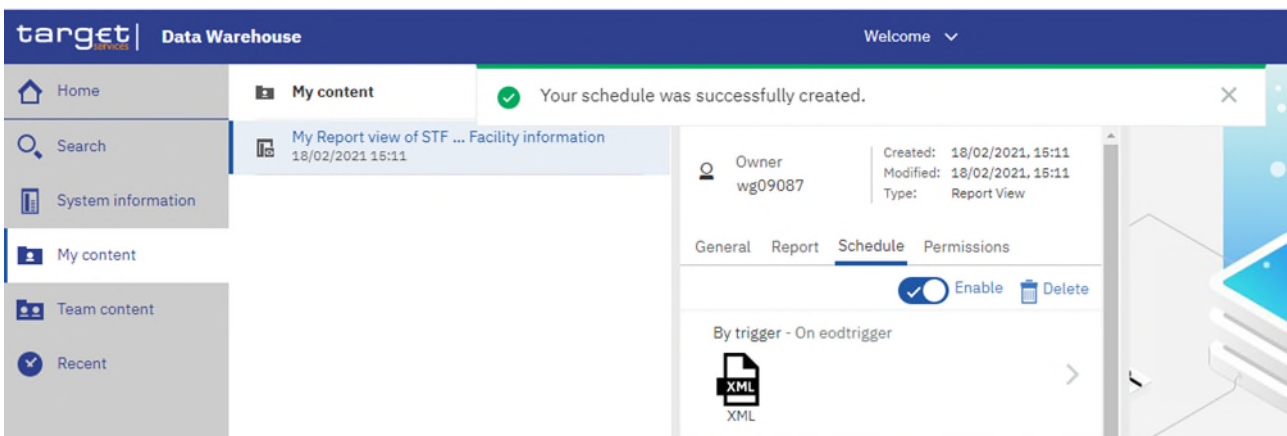 target services | Data Warehouse
Welcome
Home
Search
System information
My content
Team content
Recent
My content
My Report view of STF ... Facility information
18/02/2021 15:11
Your schedule was successfully created.
Owner
wg09087
Created: 18/02/2021, 15:11
Modified: 18/02/2021, 15:11
Type: Report View
General Report Schedule Permissions
Enable Delete
By trigger - On eodtrigger
XML
XML